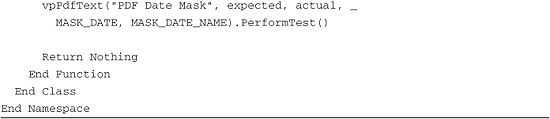 vpPdfText("PDF Date Mask", expected, actual, _
MASK_DATE, MASK_DATE_NAME).PerformTest()
Return Nothing
End Function
End Class
End Namespace